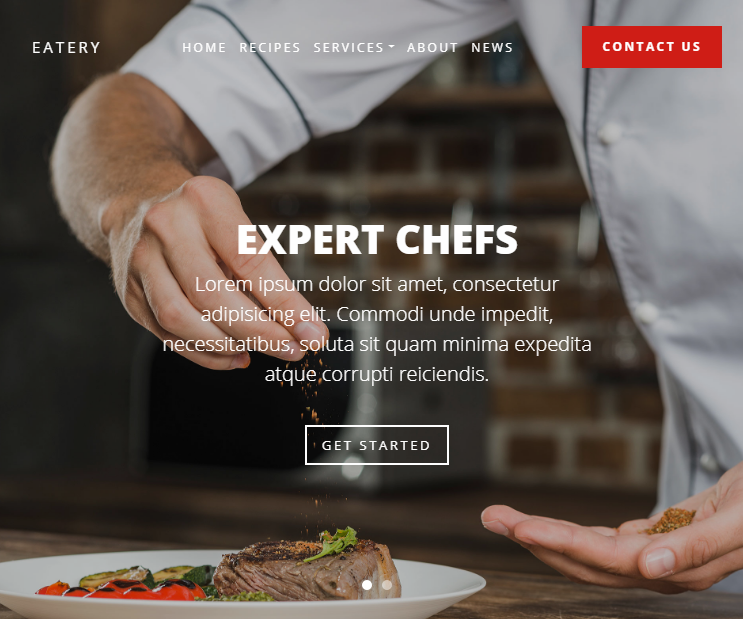 EATERY
HOME RECIPES SERVICES ABOUT NEWS
CONTACT US
EXPERT CHEFS
Lorem ipsum dolor sit amet, consectetur
adipisicing elit. Commodi unde impedit,
necessitatibus, soluta sit quam minima expedita
atque corrupti reiciendis.
GET STARTED